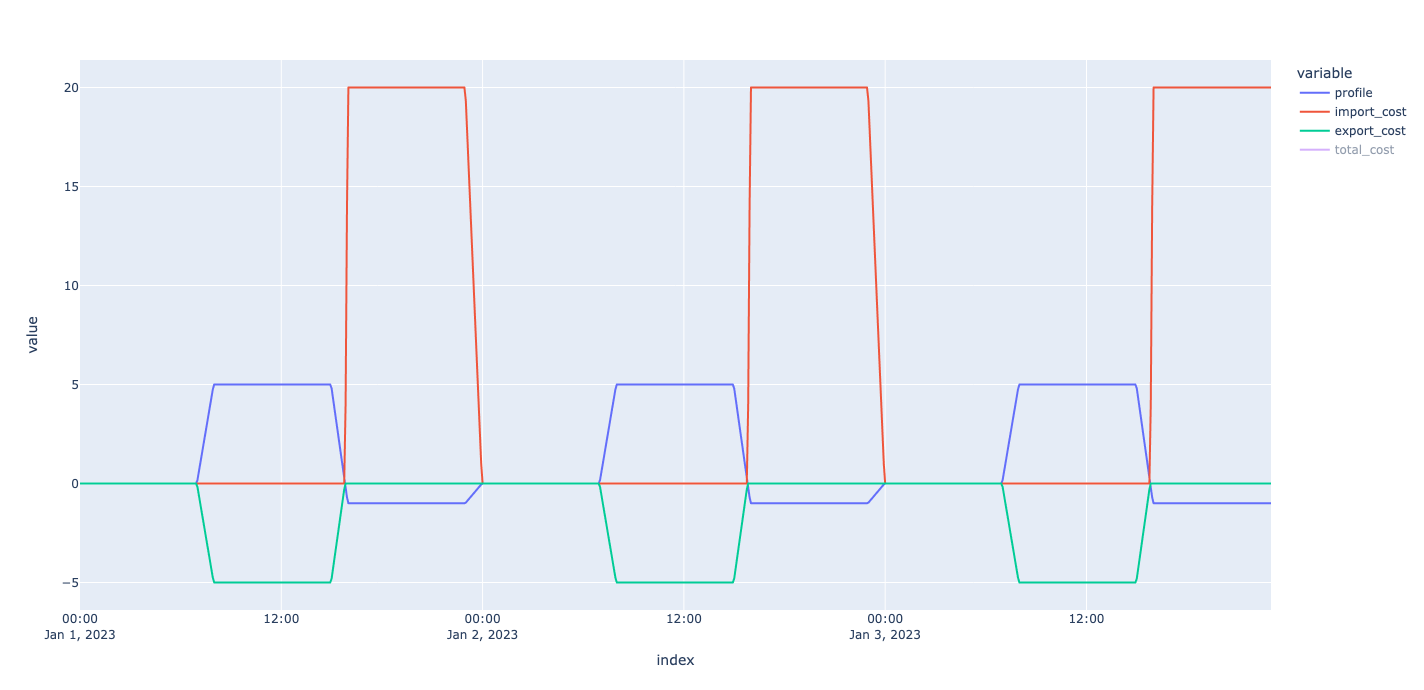 variable
profile
import_cost
export_cost
total_cost
value
20
15
10
5
0
−5
00:00
Jan 1, 2023
12:00
00:00
Jan 2, 2023
12:00
00:00
Jan 3, 2023
12:00
index